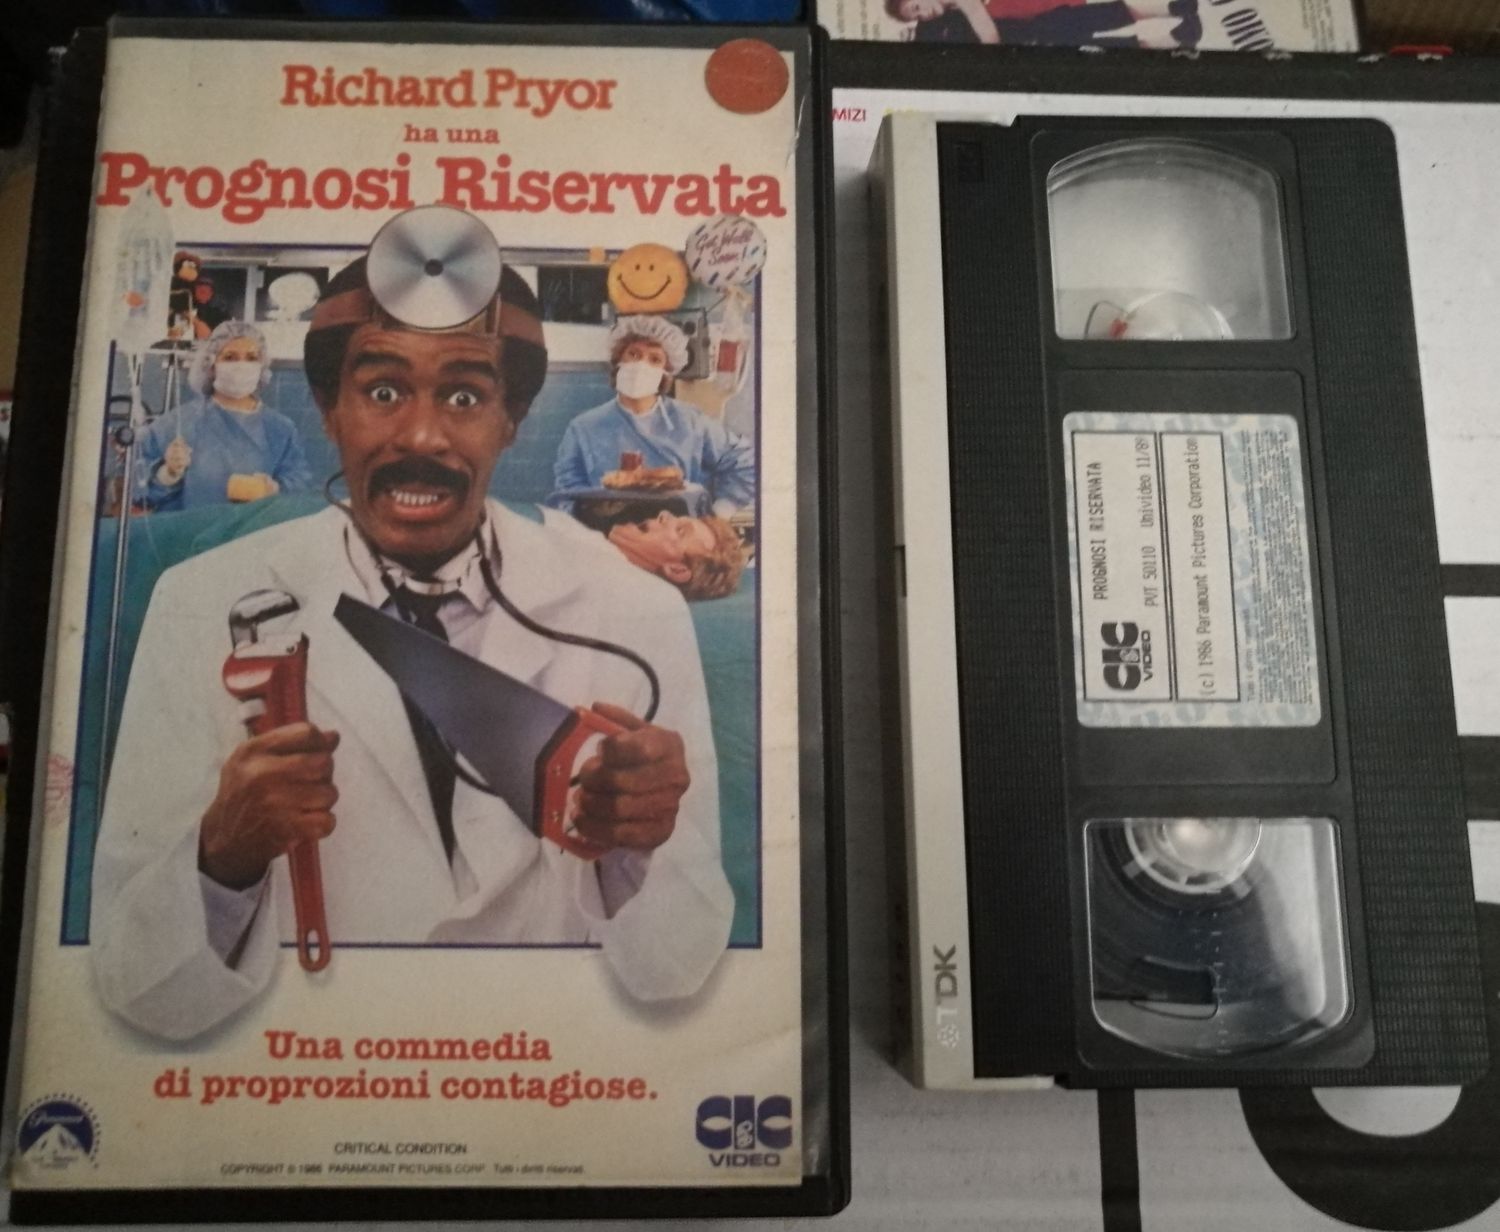 Richard Pryor
ha una
Prognosi Riservata
Get Well
Soon!
Una commedia
di proprozioni contagiose.
Paramount
CIC
VIDEO
CRITICAL CONDITION
COPYRIGHT © 1986 PARAMOUNT PICTURES CORP. Tutti i diritti riservati.
MIZI
PROGNOSI RISERVATA
PVT 50110 Univideo 11/89
CIC
VIDEO
(c) 1986 Paramount Pictures Corporation
TDK